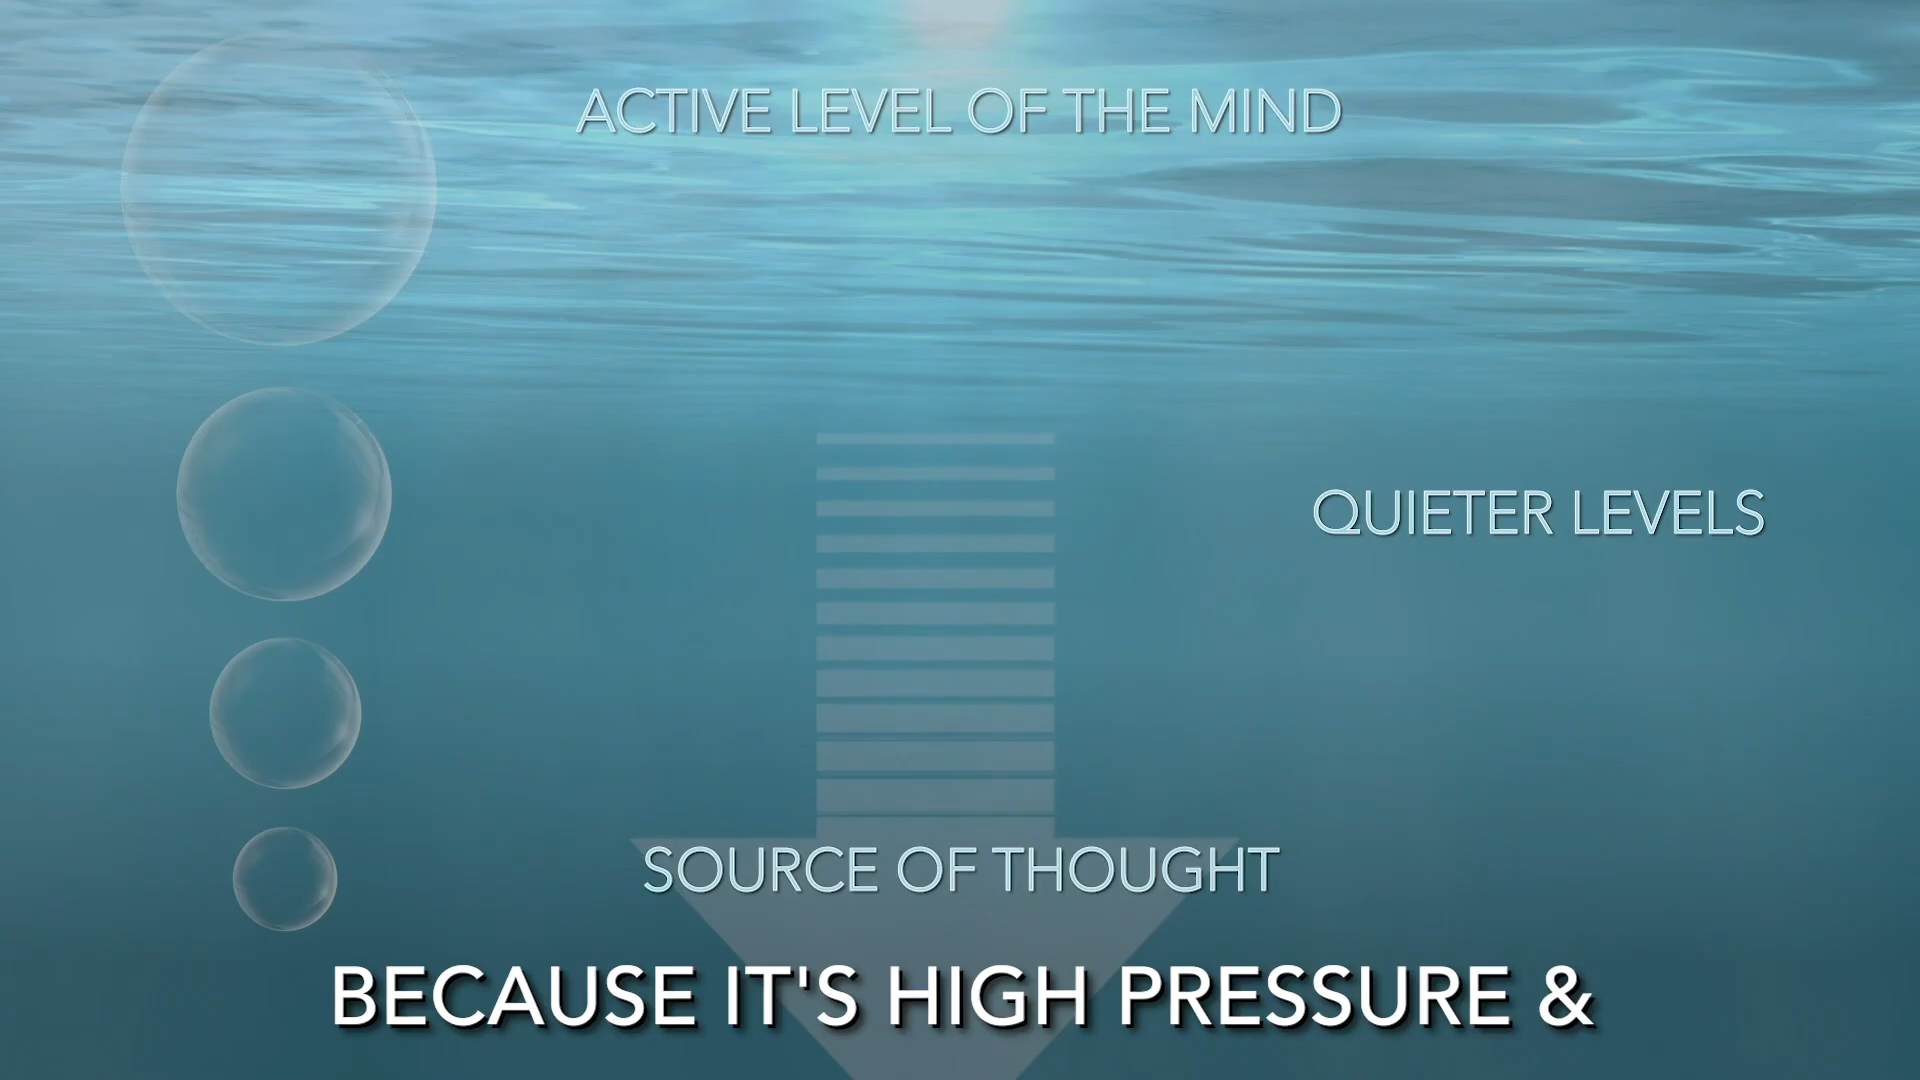 ACTIVE LEVEL OF THE MIND
QUIETER LEVELS
SOURCE OF THOUGHT
BECAUSE IT'S HIGH PRESSURE &